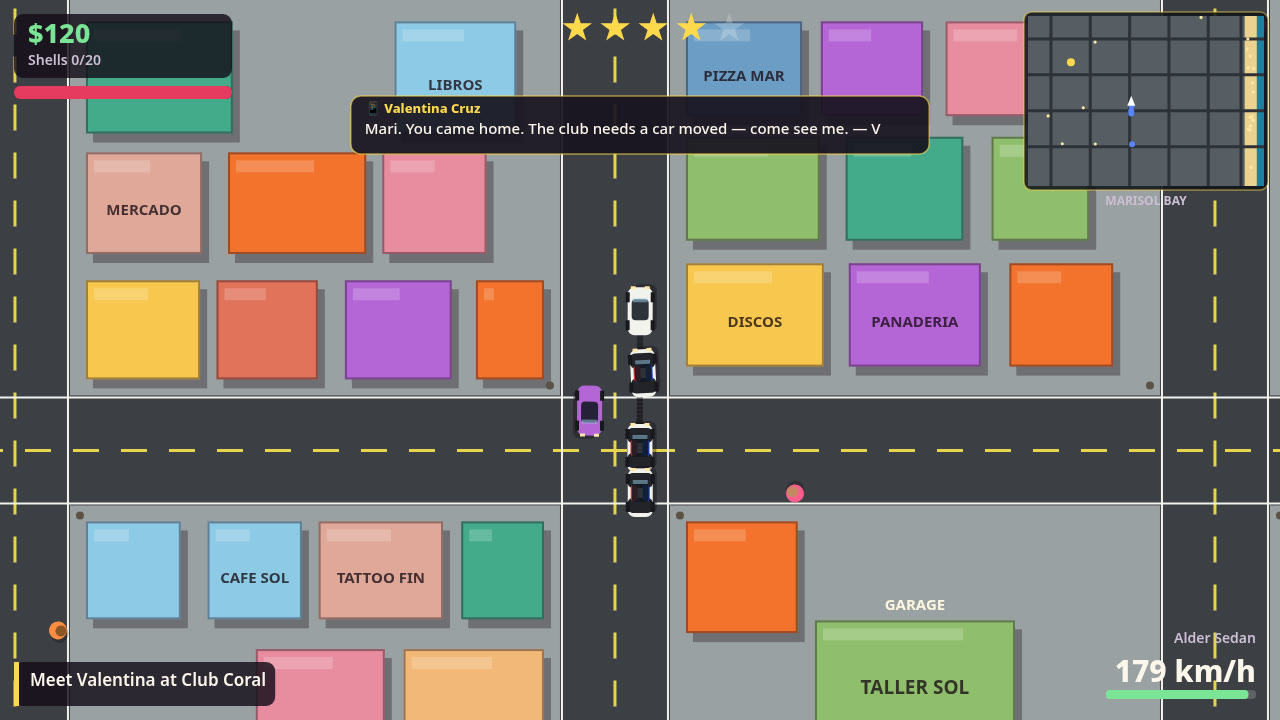 $120
Shells 0/20
LIBROS
PIZZA MAR
Valentina Cruz
Mari. You came home. The club needs a car moved — come see me. — V
MARISOL BAY
MERCADO
DISCOS
PANADERIA
CAFE SOL
TATTOO FIN
GARAGE
TALLER SOL
Meet Valentina at Club Coral
Alder Sedan
179 km/h